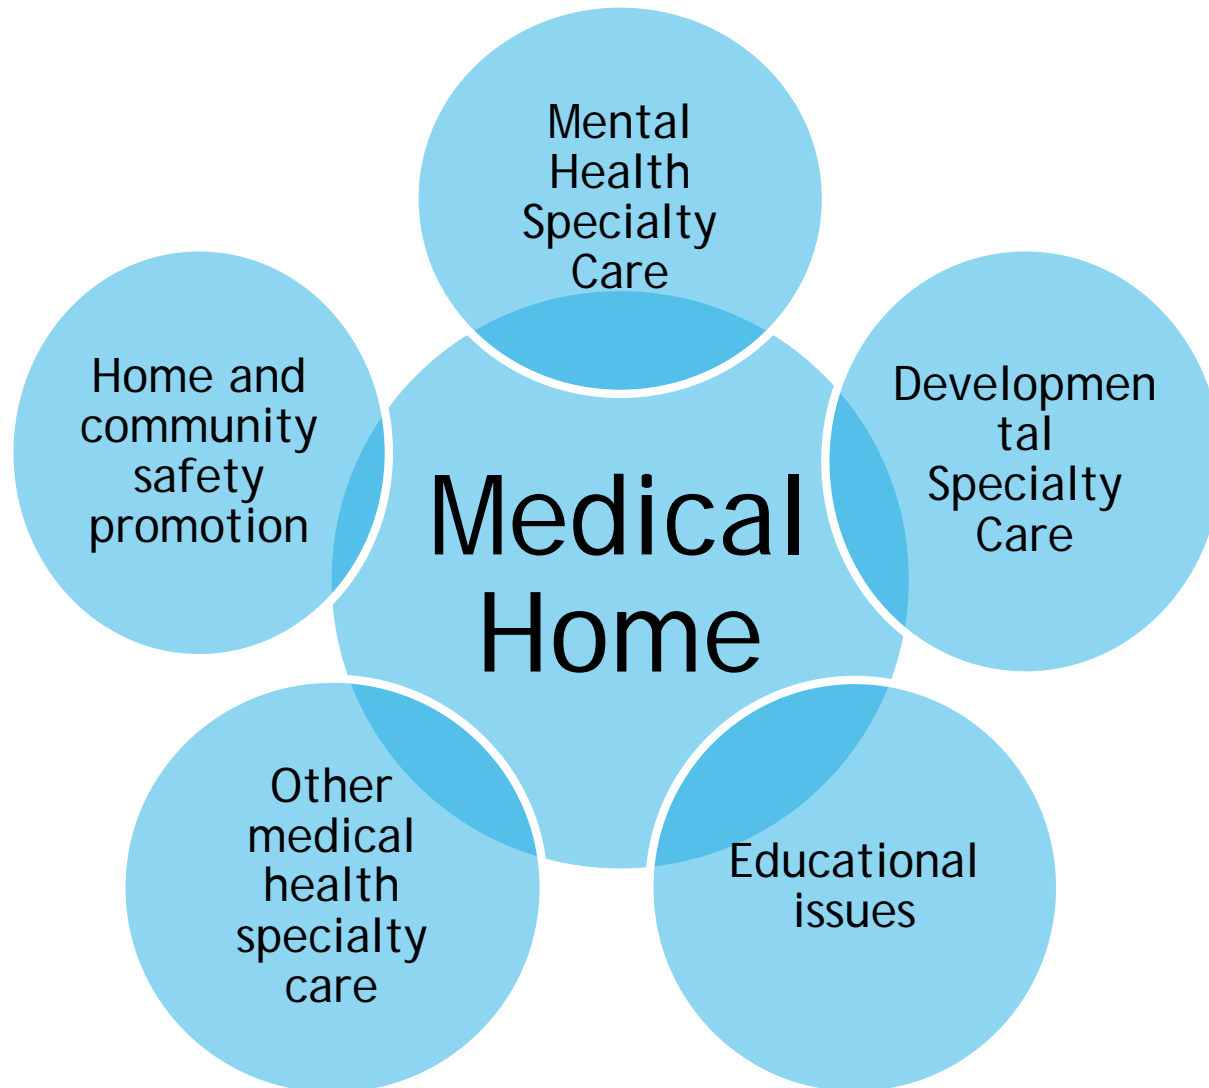 Mental
Health
Specialty
Care
Home and
community
safety
promotion
Developmen
tal
Specialty
Care
Medical
Home
Other
medical
health
specialty
care
Educational
issues